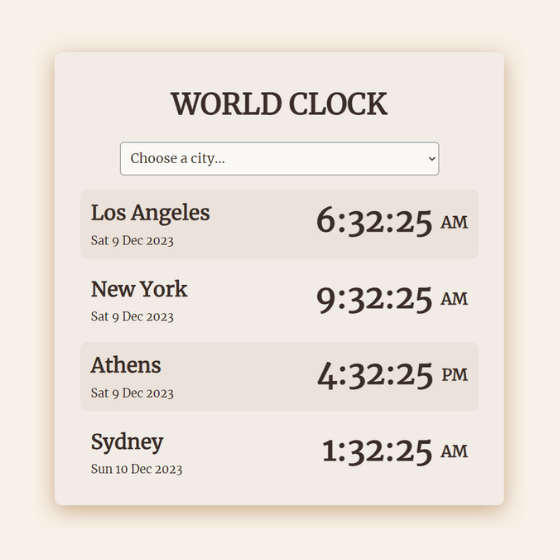 WORLD CLOCK
Choose a city...
Los Angeles
6:32:25 AM
Sat 9 Dec 2023
New York
9:32:25 AM
Sat 9 Dec 2023
Athens
4:32:25 PM
Sat 9 Dec 2023
Sydney
1:32:25 AM
Sun 10 Dec 2023